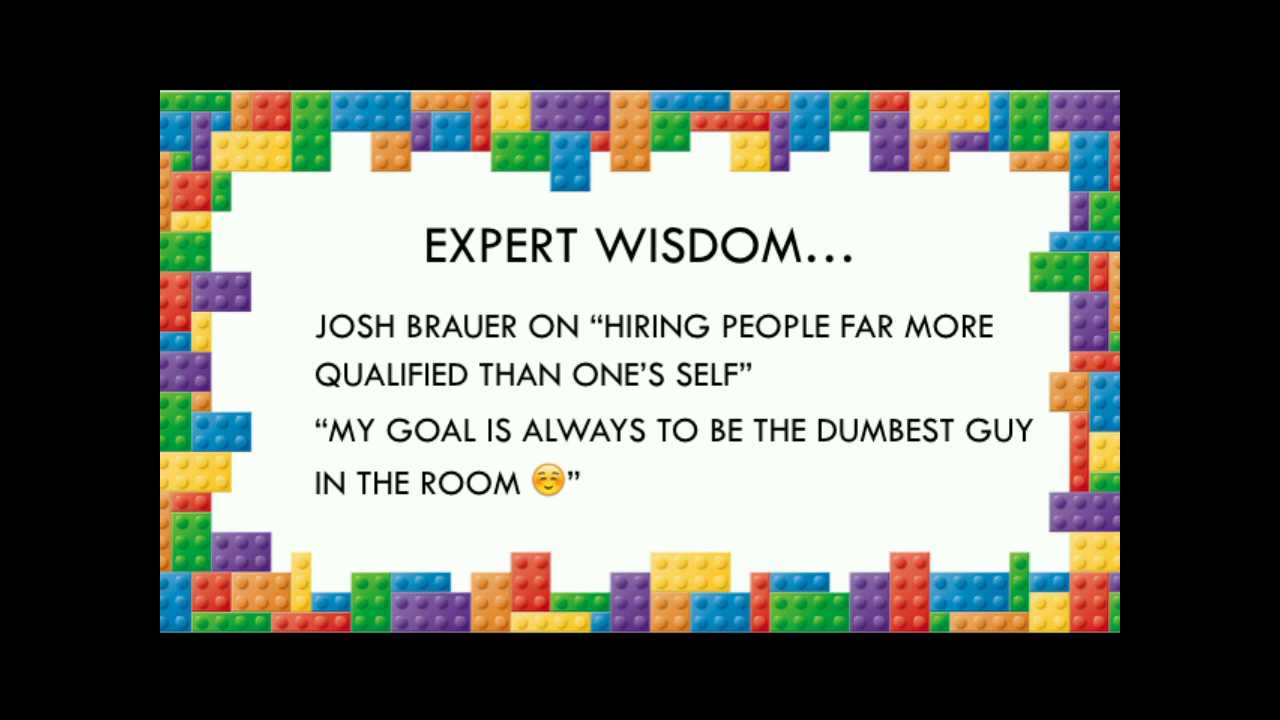 EXPERT WISDOM...
JOSH BRAUER ON “HIRING PEOPLE FAR MORE
QUALIFIED THAN ONE’S SELF”
“MY GOAL IS ALWAYS TO BE THE DUMBEST GUY
IN THE ROOM ☺️”